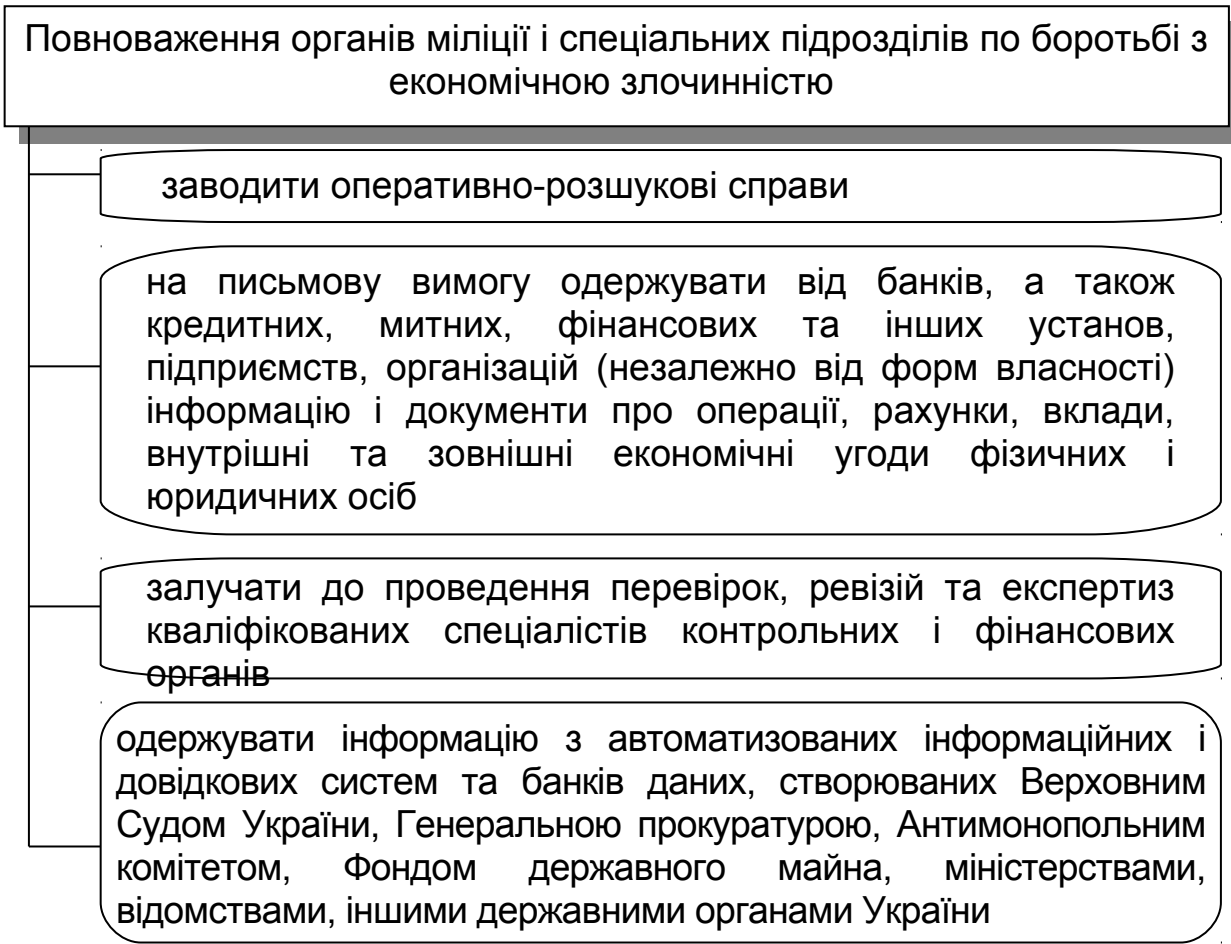 Повноваження органів міліції і спеціальних підрозділів по боротьбі з
економічною злочинністю
заводити оперативно-розшукові справи
на письмову вимогу одержувати від банків, а також
кредитних, митних, фінансових та інших установ,
підприємств, організацій (незалежно від форм власності)
інформацію і документи про операції, рахунки, вклади,
внутрішні та зовнішні економічні угоди фізичних і
юридичних осіб
залучати до проведення перевірок, ревізій та експертиз
кваліфікованих спеціалістів контрольних і фінансових
органів
одержувати інформацію з автоматизованих інформаційних і
довідкових систем та банків даних, створюваних Верховним
Судом України, Генеральною прокуратурою, Антимонопольним
комітетом, Фондом державного майна, міністерствами,
відомствами, іншими державними органами України